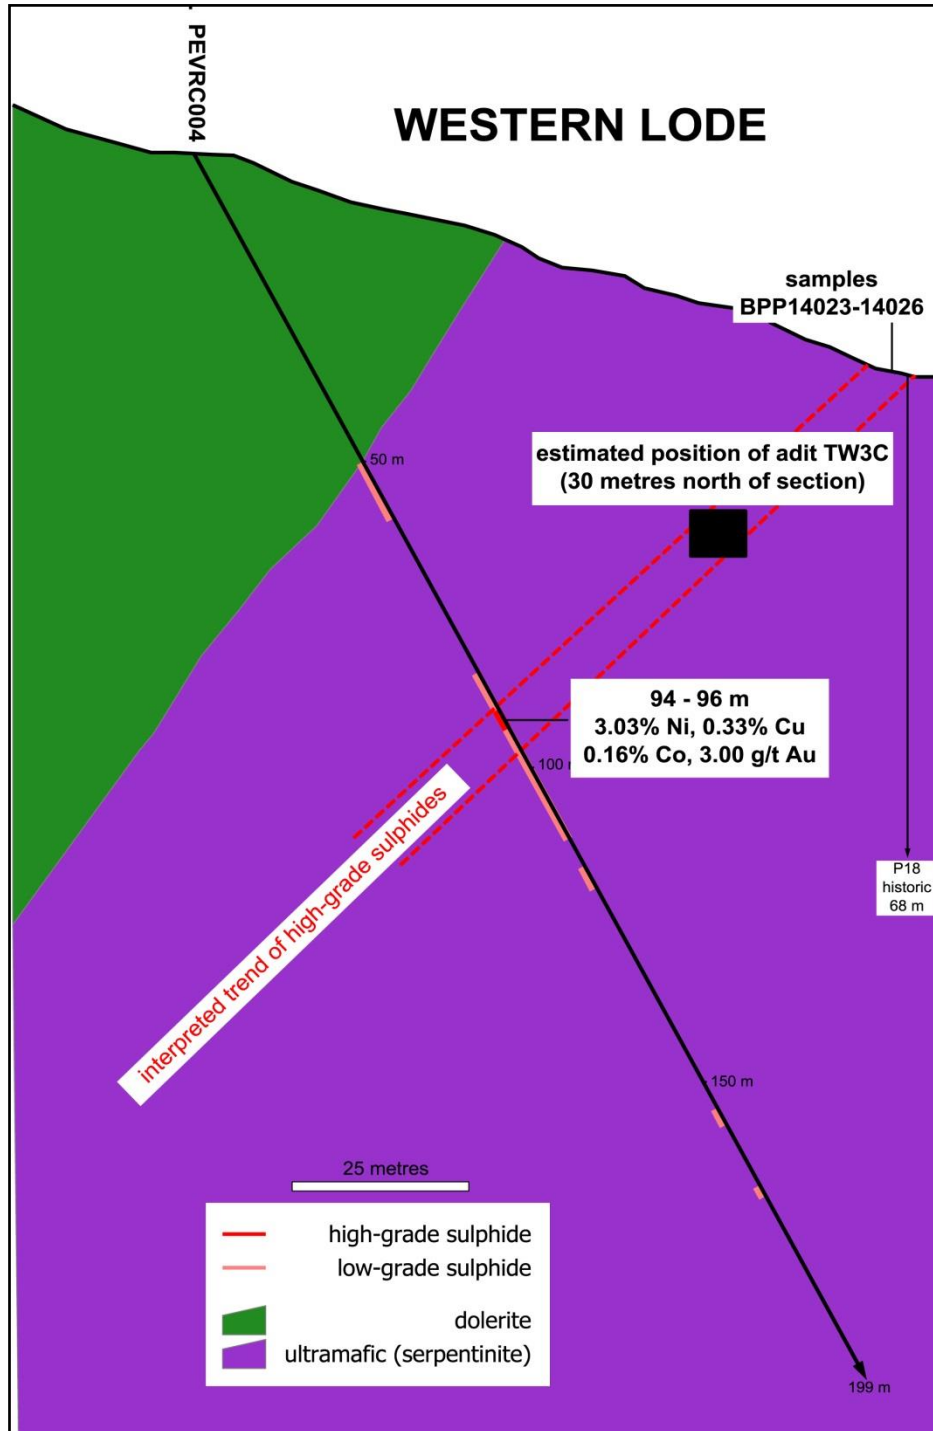 PEVRC004
WESTERN LODE
samples
BPP14023-14026
50 m
estimated position of adit TW3C
(30 metres north of section)
94 - 96 m
3.03% Ni, 0.33% Cu
0.16% Co, 3.00 g/t Au
100 m
interpreted trend of high-grade sulphides
P18
historic
68 m
150 m
25 metres
high-grade sulphide
low-grade sulphide
dolerite
ultramafic (serpentinite)
199 m